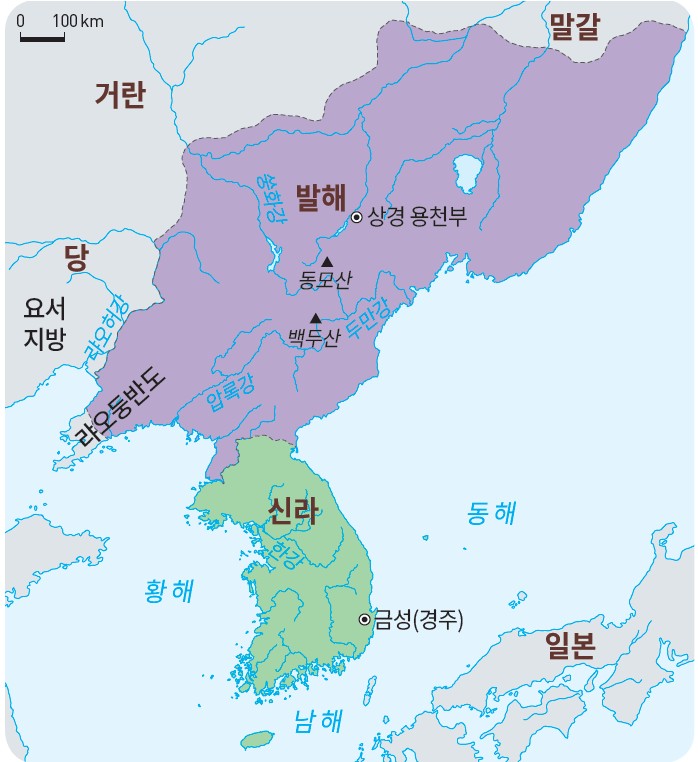 0 100 km
말갈
거란
쑹화강
발해
상경 용천부
당
동모산
요서
지방
랴오허강
백두산
두만강
랴오둥반도
압록강
신라
동해
한강
황해
금성(경주)
일본
남해